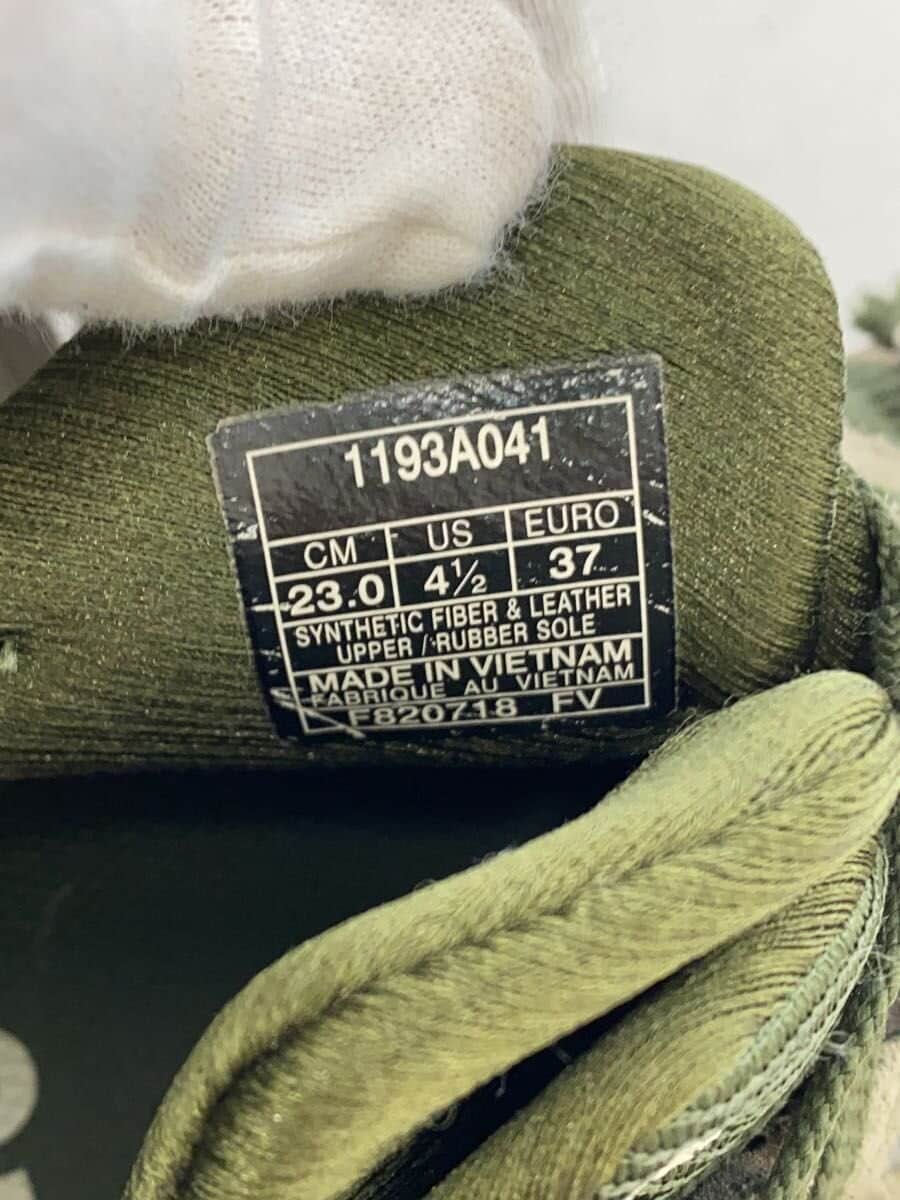 1193A041
CM US EURO
23.0 4½ 37
SYNTHETIC FIBER & LEATHER
UPPER / RUBBER SOLE
MADE IN VIETNAM
FABRIQUE AU VIETNAM
F820718 FV